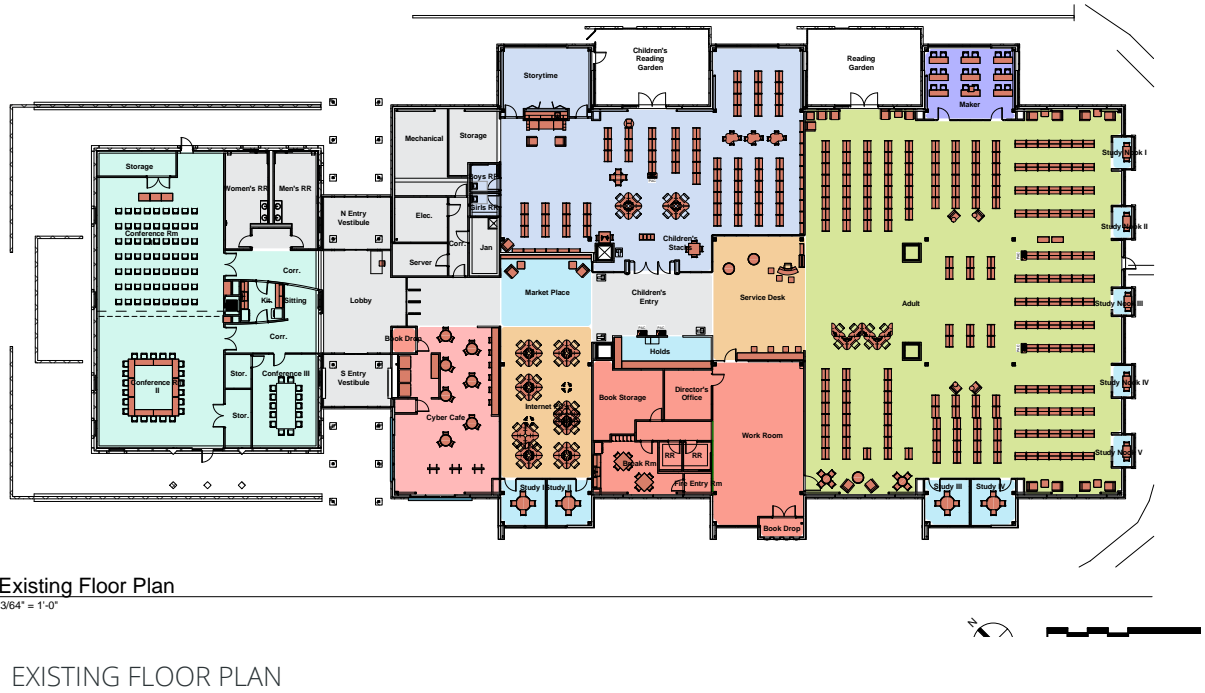 Children's
Reading
Garden
Reading
Garden
Storytime
Maker
Mechanical
Storage
Storage
Study Nook I
Women's RR
Men's RR
Boys RR
Girls RR
N Entry
Vestibule
Elec.
Conference Rm
Corr.
Jan
Children's
Stacks
Study Nook II
Server
Corr.
Kit.
Sitting
Lobby
Market Place
Children's
Entry
Service Desk
Adult
Study Nook III
Corr.
Book Drop
Holds
S Entry
Vestibule
Conference III
Stor.
Conference Rm
II
Study Nook IV
Director's
Office
Book Storage
Stor.
Cyber Cafe
Internet
Work Room
Study Nook V
RR
RR
Break Rm
Fire Entry Rm
Study I
Study II
Study III
Study IV
Book Drop
Existing Floor Plan
3/64" = 1'-0"
N
EXISTING FLOOR PLAN